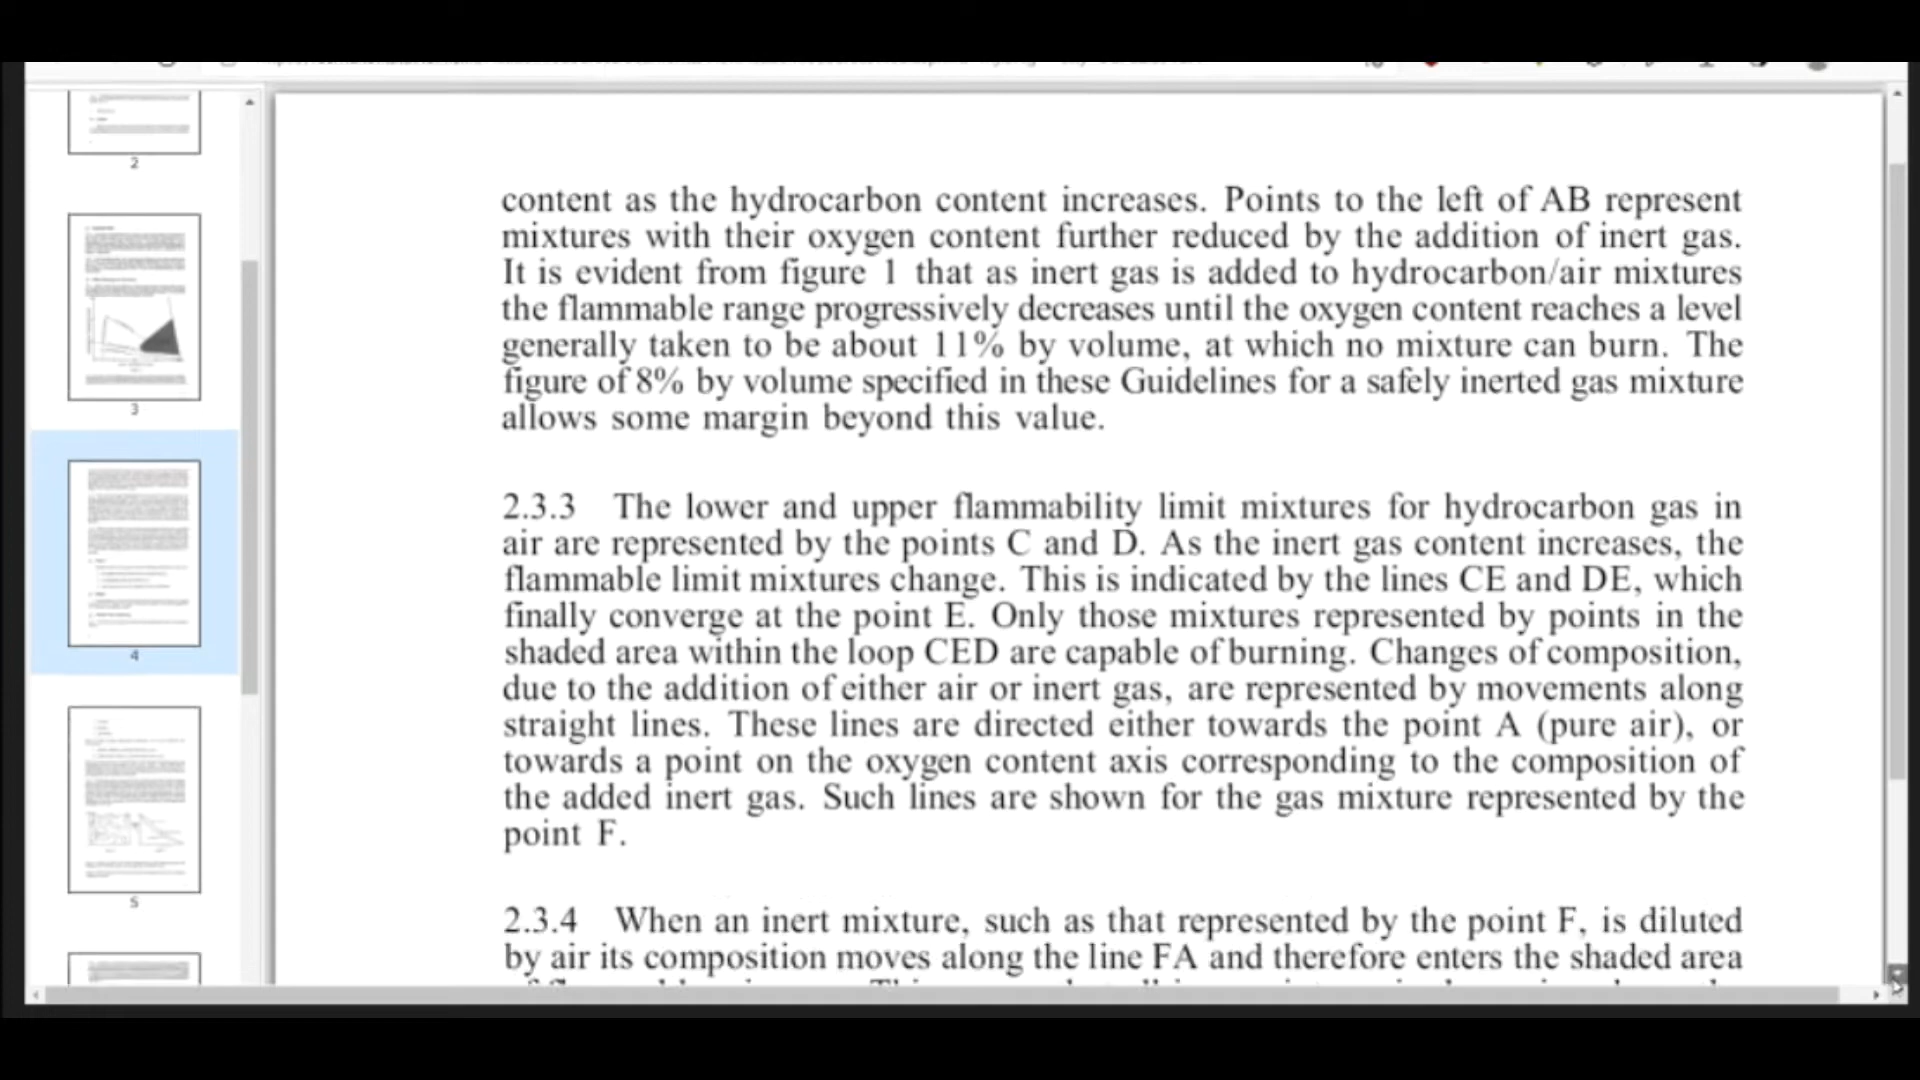 2
3
4
5
content as the hydrocarbon content increases. Points to the left of AB represent
mixtures with their oxygen content further reduced by the addition of inert gas.
It is evident from figure 1 that as inert gas is added to hydrocarbon/air mixtures
the flammable range progressively decreases until the oxygen content reaches a level
generally taken to be about 11% by volume, at which no mixture can burn. The
figure of 8% by volume specified in these Guidelines for a safely inerted gas mixture
allows some margin beyond this value.
2.3.3 The lower and upper flammability limit mixtures for hydrocarbon gas in
air are represented by the points C and D. As the inert gas content increases, the
flammable limit mixtures change. This is indicated by the lines CE and DE, which
finally converge at the point E. Only those mixtures represented by points in the
shaded area within the loop CED are capable of burning. Changes of composition,
due to the addition of either air or inert gas, are represented by movements along
straight lines. These lines are directed either towards the point A (pure air), or
towards a point on the oxygen content axis corresponding to the composition of
the added inert gas. Such lines are shown for the gas mixture represented by the
point F.
2.3.4 When an inert mixture, such as that represented by the point F, is diluted
by air its composition moves along the line FA and therefore enters the shaded area